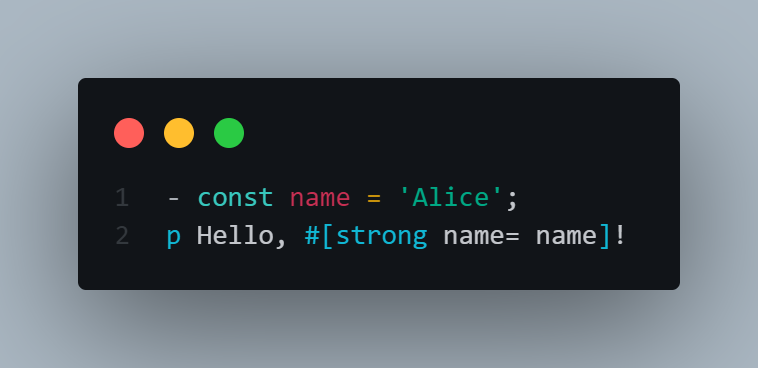 1 - const name = 'Alice';
2 p Hello, #[strong name= name]!